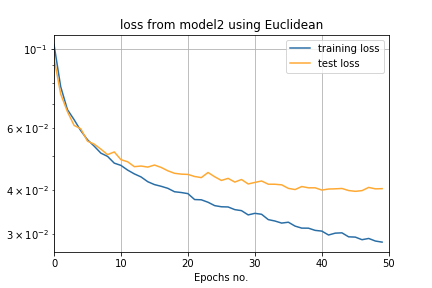 loss from model2 using Euclidean
training loss
test loss
10⁻¹
6 × 10⁻²
4 × 10⁻²
3 × 10⁻²
0 10 20 30 40 50
Epochs no.